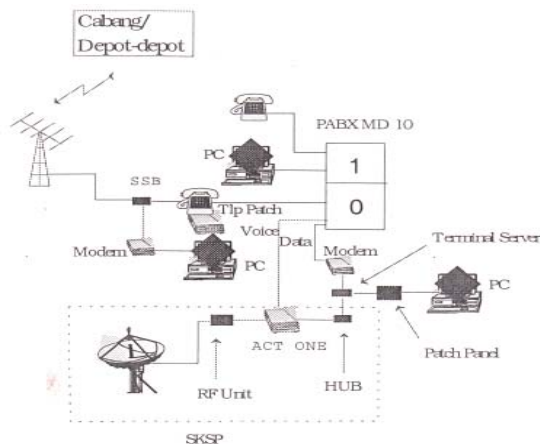 Cabang/
Depot-depot
PABX MD 10
PC
1
SSB
0
Tlp Patch
Voice
Data
Modem
Terminal Server
Modem
PC
PC
ACT ONE
Patch Panel
RF Unit
HUB
SKSP